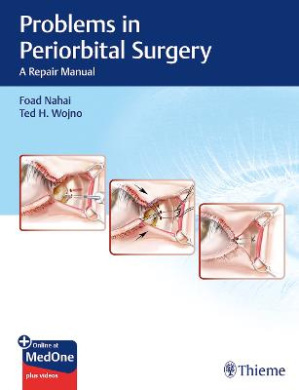 Problems in
Periorbital Surgery
A Repair Manual
Foad Nahai
Ted H. Wojno
Online at
MedOne
plus videos
Thieme